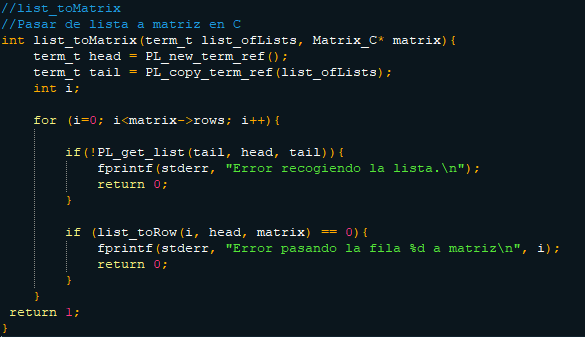 //list_toMatrix
//Pasar de lista a matriz en C
int list_toMatrix(term_t list_ofLists, Matrix_C* matrix){
    term_t head = PL_new_term_ref();
    term_t tail = PL_copy_term_ref(list_ofLists);
    int i;
    for (i=0; i<matrix->rows; i++){
        if(!PL_get_list(tail, head, tail)){
            fprintf(stderr, "Error recogiendo la lista.\n");
            return 0;
        }
        if (list_toRow(i, head, matrix) == 0){
            fprintf(stderr, "Error pasando la fila %d a matriz\n", i);
            return 0;
        }
    }
 return 1;
}